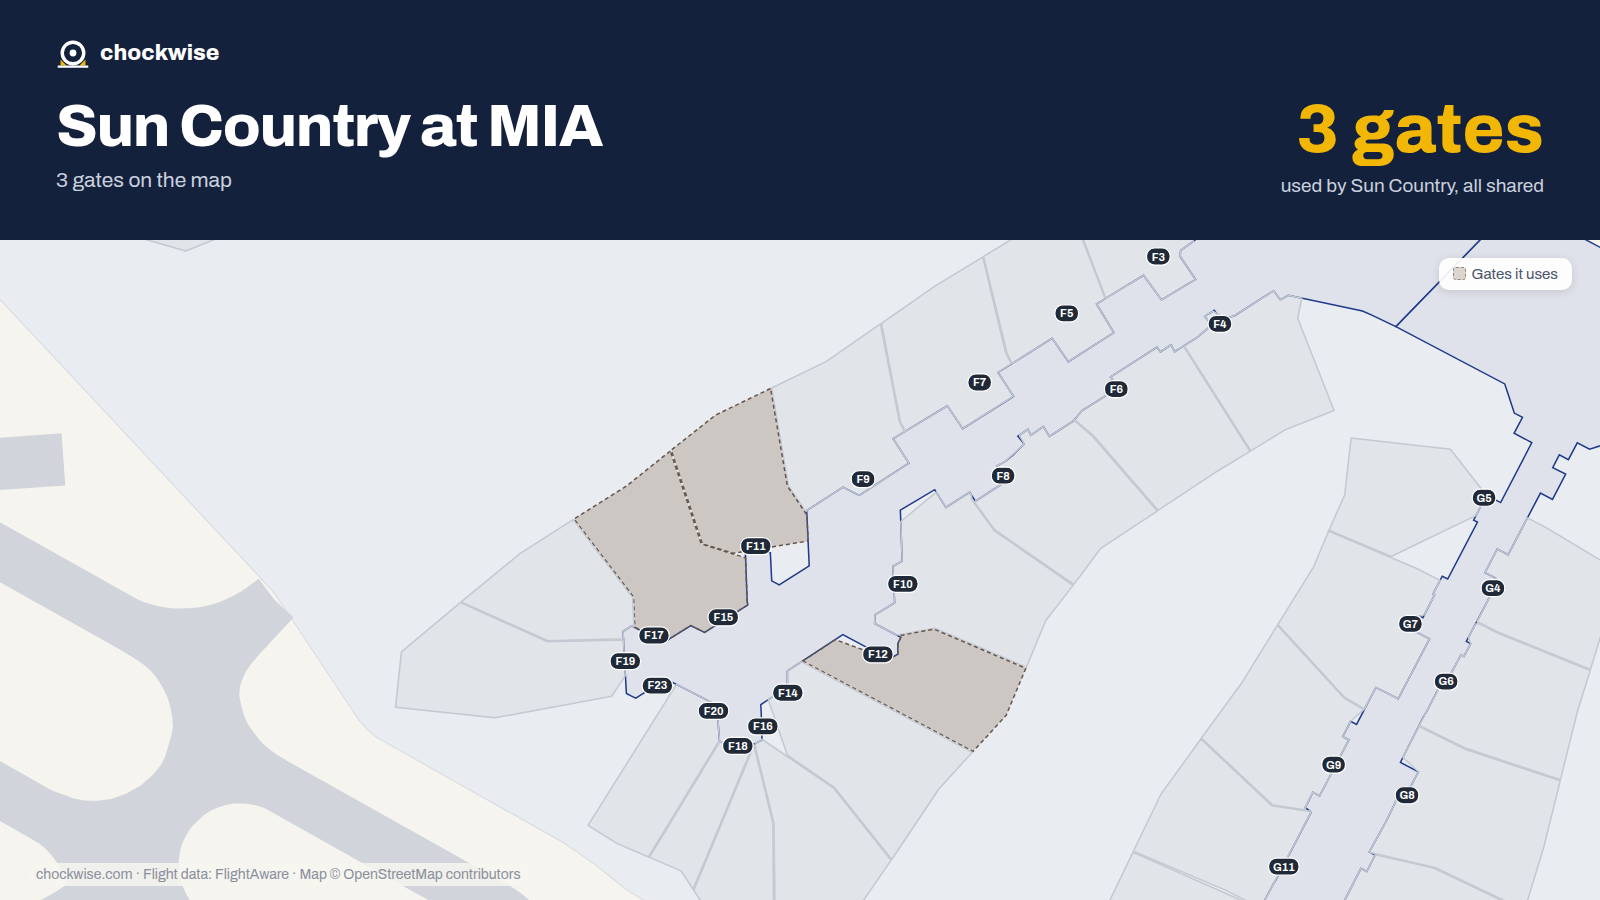 chockwise
Sun Country at MIA
3 gates on the map
3 gates
used by Sun Country, all shared
Gates it uses
F3
F5
F4
F7
F6
F9
F8
G5
F11
F10
G4
F15
G7
F17
F12
F19
G6
F23
F14
F20
F16
F18
G9
G8
G11
chockwise.com · Flight data: FlightAware · Map © OpenStreetMap contributors